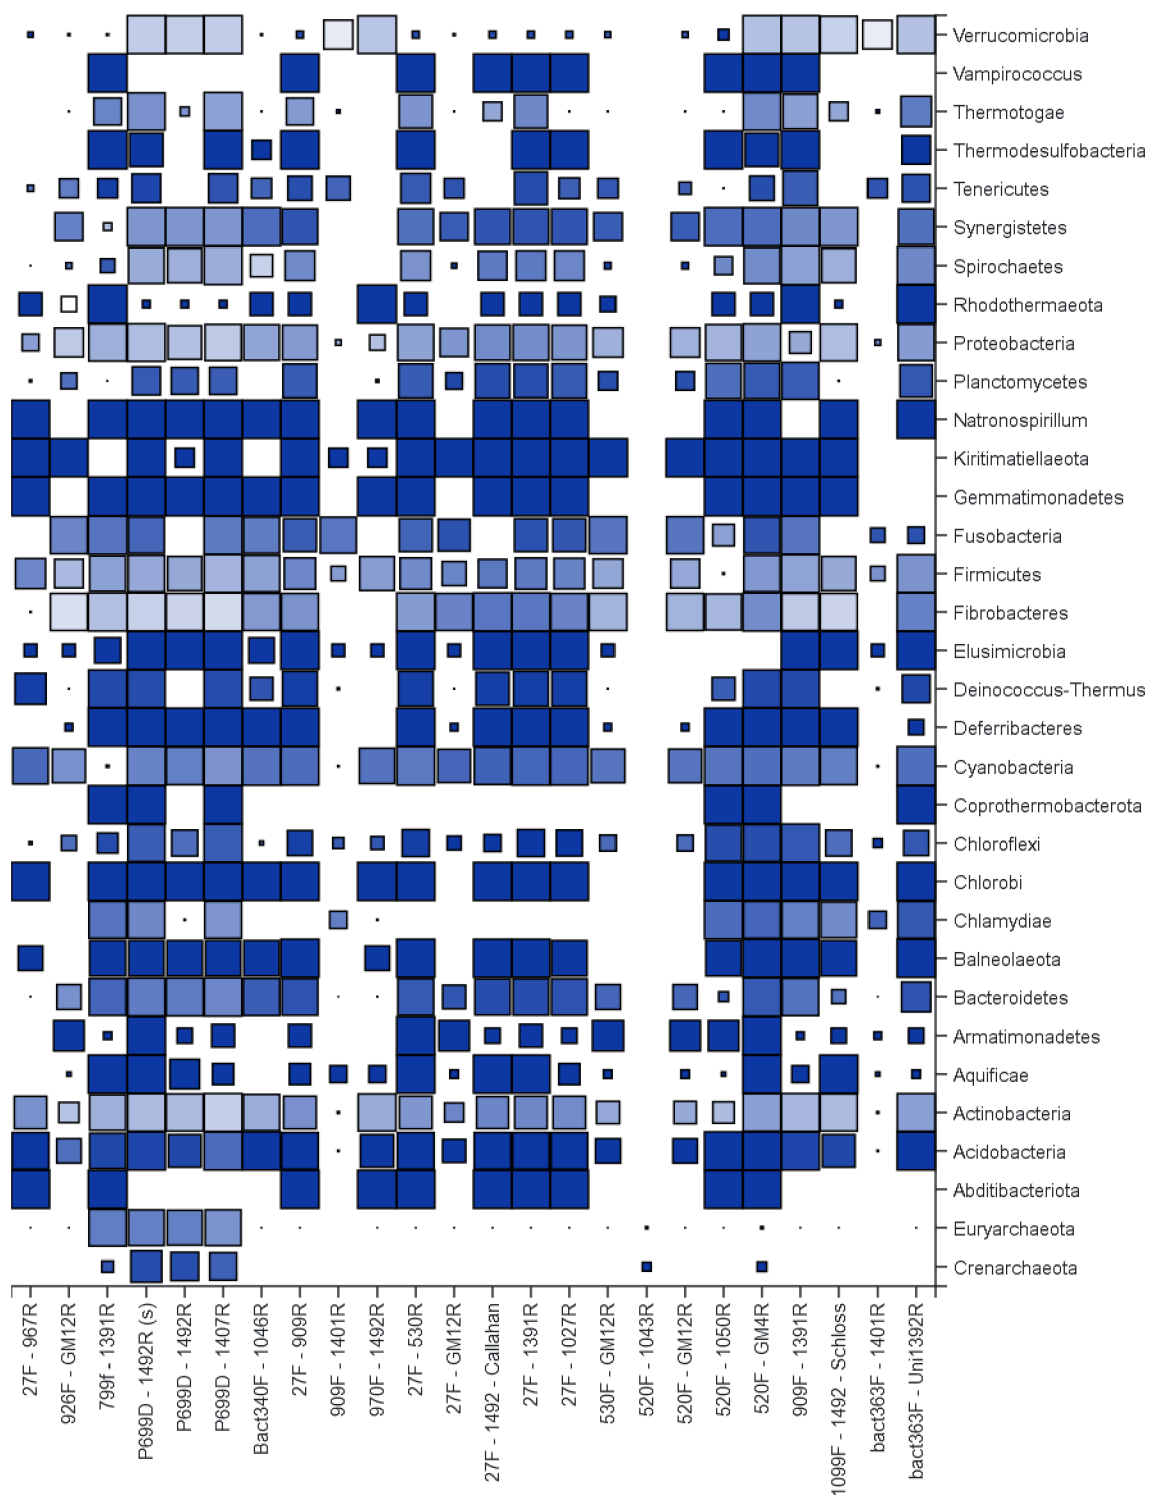 Verrucomicrobia
Vampirococcus
Thermotogae
Thermodesulfobacteria
Tenericutes
Synergistetes
Spirochaetes
Rhodothermaeota
Proteobacteria
Planctomycetes
Natronospirillum
Kiritimatiellaeota
Gemmatimonadetes
Fusobacteria
Firmicutes
Fibrobacteres
Elusimicrobia
Deinococcus-Thermus
Deferribacteres
Cyanobacteria
Coprothermobacterota
Chloroflexi
Chlorobi
Chlamydiae
Balneolaeota
Bacteroidetes
Armatimonadetes
Aquificae
Actinobacteria
Acidobacteria
Abditibacteriota
Euryarchaeota
Crenarchaeota
27F - 967R
926F - GM12R
799f - 1391R
P699D - 1492R (s)
P699D - 1492R
P699D - 1407R
Bact340F - 1046R
27F - 909R
909F - 1401R
970F - 1492R
27F - 530R
27F - GM12R
27F - 1492 - Callahan
27F - 1391R
27F - 1027R
530F - GM12R
520F - 1043R
520F - GM12R
520F - 1050R
520F - GM4R
909F - 1391R
1099F - 1492 - Schloss
bact363F - 1401R
bact363F - Uni1392R